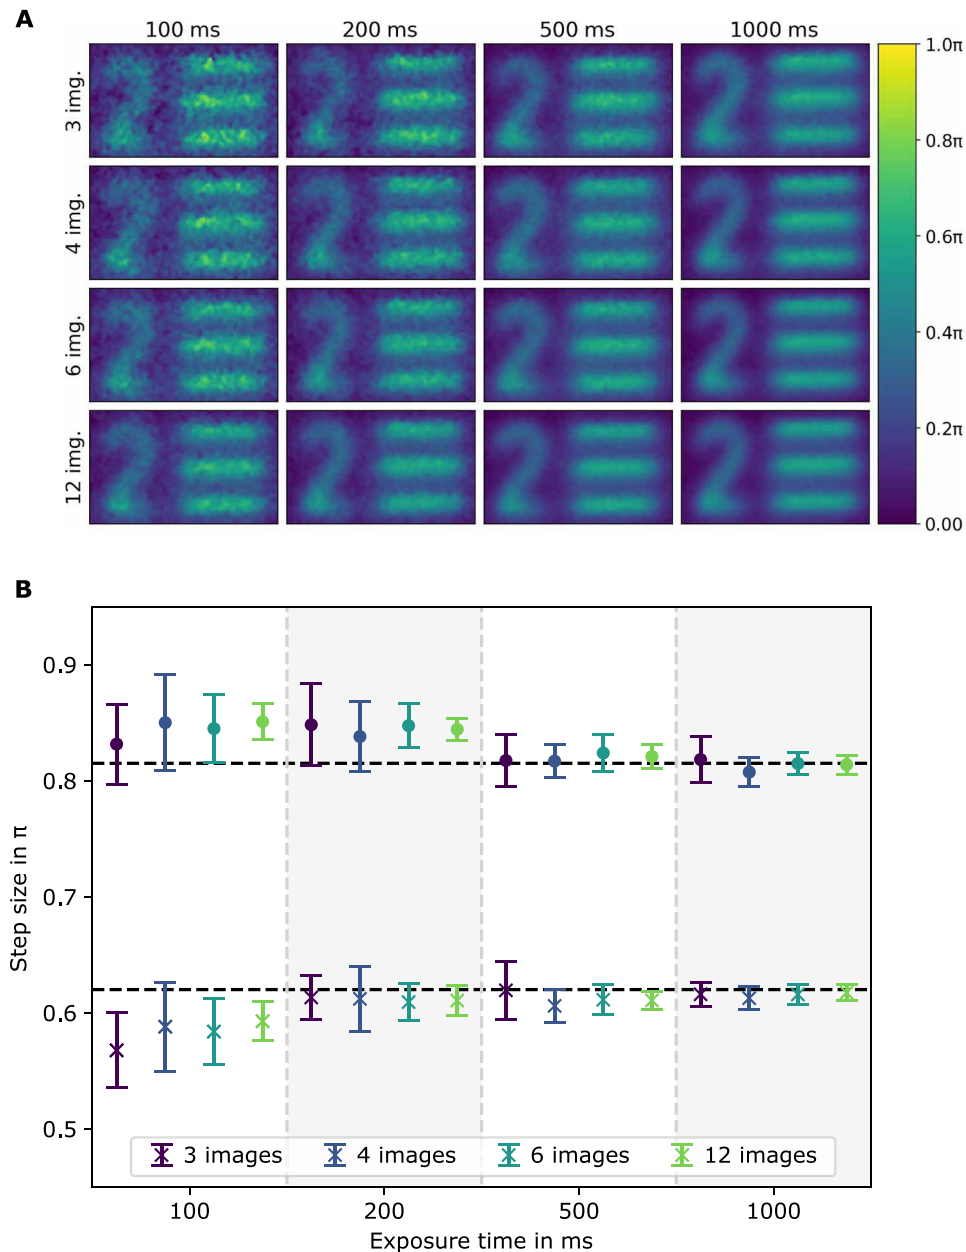 A
100 ms 200 ms 500 ms 1000 ms
3 img.
4 img.
6 img.
12 img.
1.0π
0.8π
0.6π
0.4π
0.2π
0.00
B
Step size in π
0.9
0.8
0.7
0.6
0.5
3 images 4 images 6 images 12 images
100 200 500 1000
Exposure time in ms